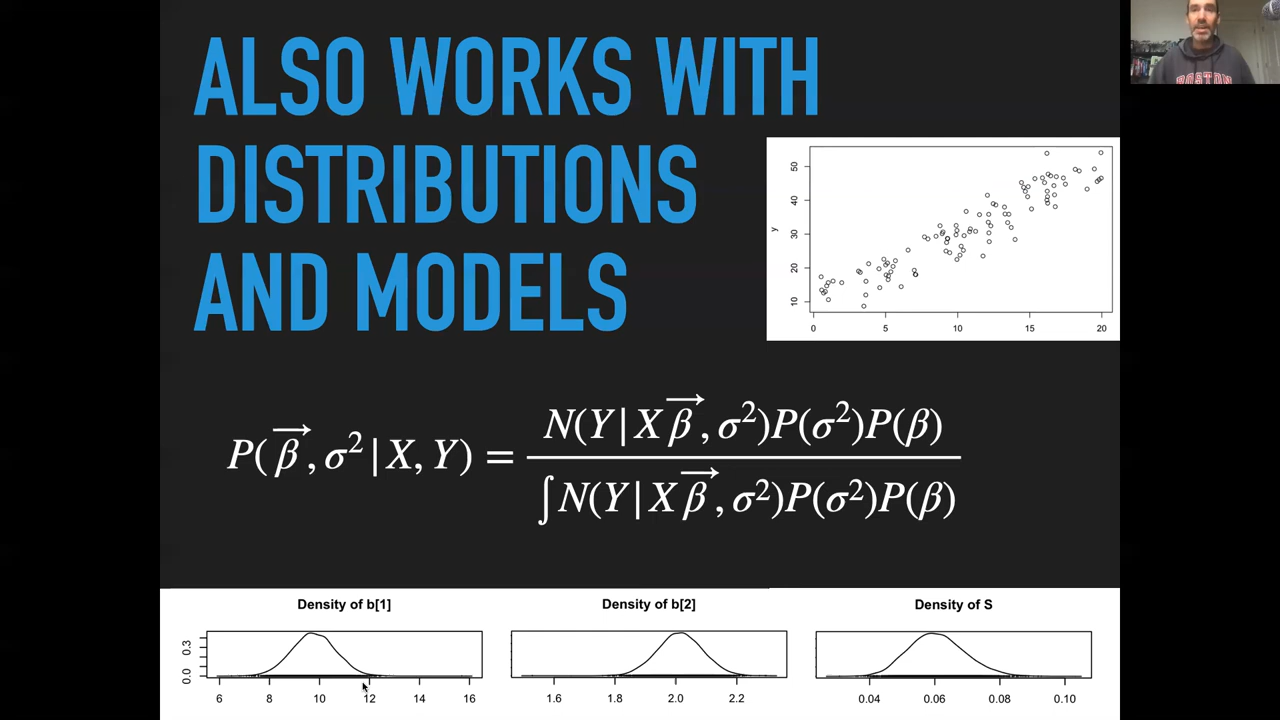 ALSO WORKS WITH
DISTRIBUTIONS
AND MODELS
y
50
40
30
20
10
0 5 10 15 20
P(β⃗, σ² | X, Y) = N(Y | Xβ⃗, σ²)P(σ²)P(β)
∫N(Y | Xβ⃗, σ²)P(σ²)P(β)
Density of b[1]
0.3
0.0
6 8 10 12 14 16
Density of b[2]
1.6 1.8 2.0 2.2
Density of S
0.04 0.06 0.08 0.10
BOSTON